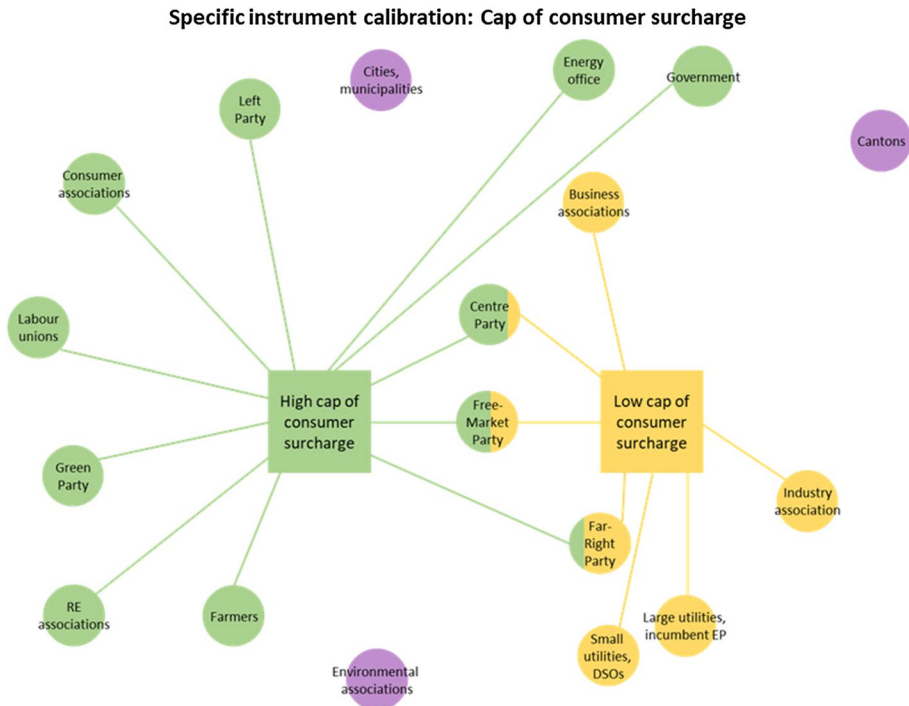 Specific instrument calibration: Cap of consumer surcharge
Cities,
municipalities
Energy
office
Government
Left
Party
Cantons
Consumer
associations
Business
associations
Centre
Party
Labour
unions
High cap of
consumer
surcharge
Free-
Market
Party
Low cap of
consumer
surcharge
Green
Party
Industry
association
Far-
Right
Party
RE
associations
Farmers
Large utilities,
incumbent EP
Small
utilities,
DSOs
Environmental
associations